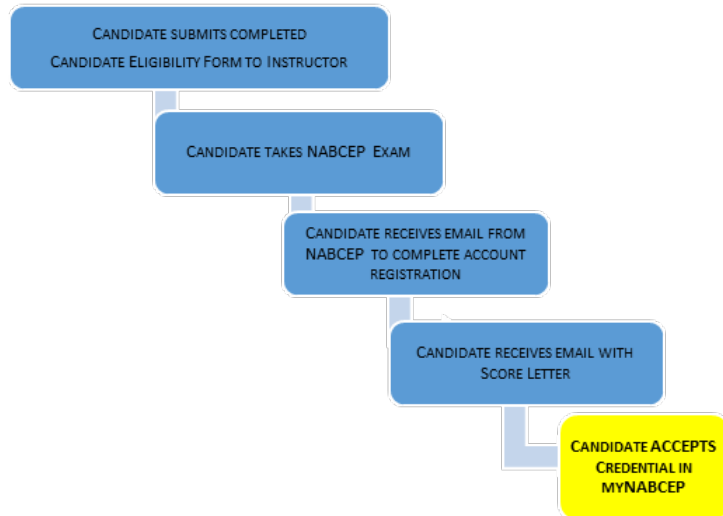 CANDIDATE SUBMITS COMPLETED
CANDIDATE ELIGIBILITY FORM TO INSTRUCTOR
CANDIDATE TAKES NABCEP EXAM
CANDIDATE RECEIVES EMAIL FROM
NABCEP TO COMPLETE ACCOUNT
REGISTRATION
CANDIDATE RECEIVES EMAIL WITH
SCORE LETTER
CANDIDATE ACCEPTS
CREDENTIAL IN
MYNABCEP